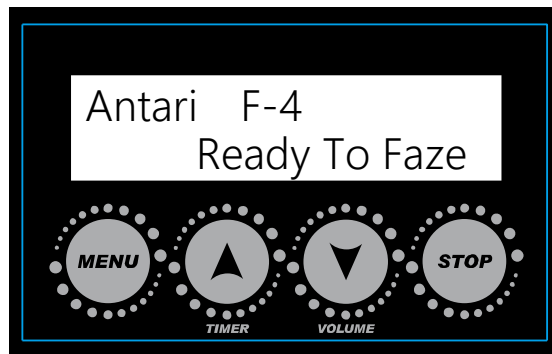 Antari F-4
Ready To Faze
MENU
STOP
TIMER
VOLUME